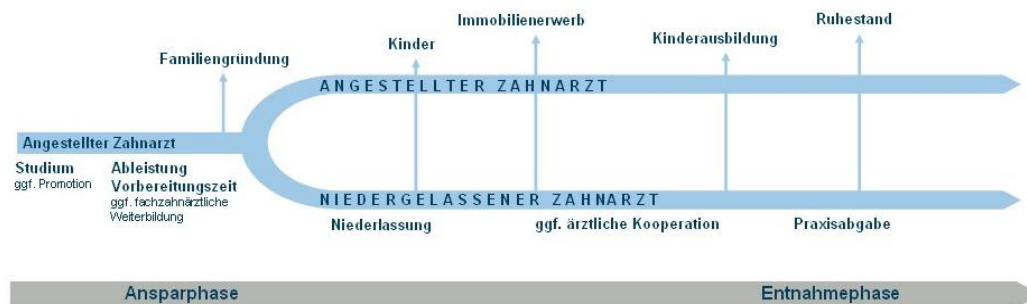 Immobilienerwerb
Ruhestand
Kinder
Kinderausbildung
Familiengründung
ANGESTELLTER ZAHNARZT
Angestellter Zahnarzt
Studium
ggf. Promotion
Ableistung
Vorbereitungszeit
ggf. fachzahnärztliche
Weiterbildung
NIEDERGELASSENER ZAHNARZT
Niederlassung
ggf. ärztliche Kooperation
Praxisabgabe
Ansparphase
Entnahmephase